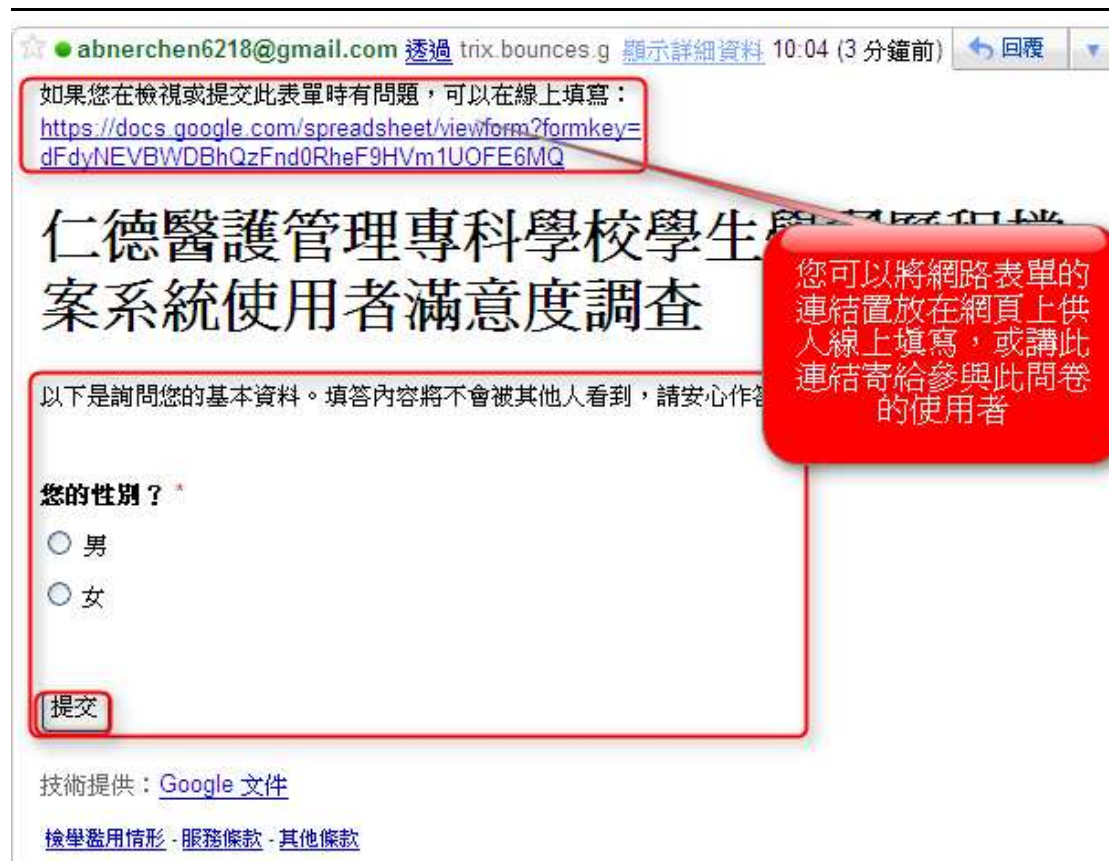 abnerchen6218@gmail.com 透過 trix.bounces.g 顯示詳細資料 10:04 (3 分鐘前) 回覆
如果您在檢視或提交此表單時有問題，可以在線上填寫：
https://docs.google.com/spreadsheet/viewform?formkey=
dFdyNEVBWDBhQzFnd0RheF9HVm1UOFE6MQ
仁德醫護管理專科學校學生學
案系統使用者滿意度調查
您可以將網路表單的
連結置放在網頁上供
人線上填寫，或講此
連結寄給參與此問卷
的使用者
以下是詢問您的基本資料。填答內容將不會被其他人看到，請安心作答
您的性別？ *
男
女
提交
技術提供：Google 文件
檢舉濫用情形 - 服務條款 - 其他條款